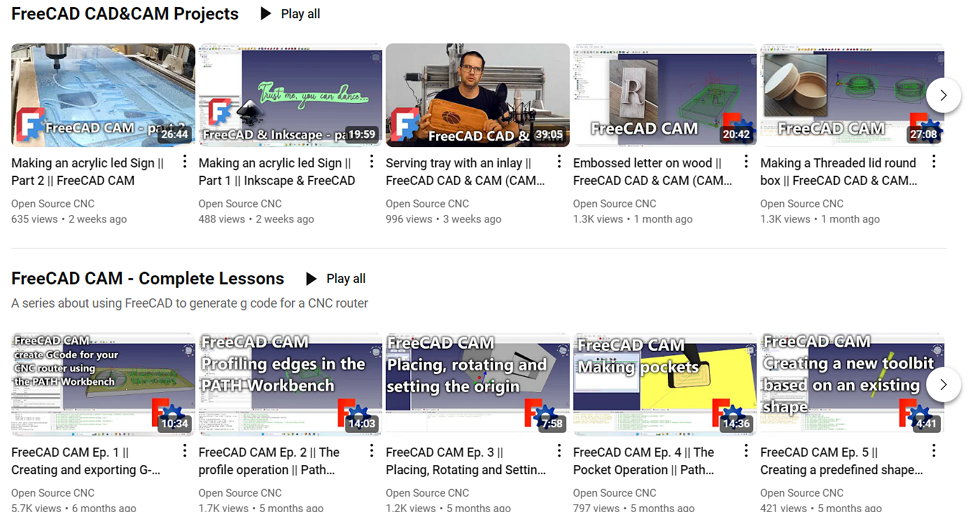 FreeCAD CAD&CAM Projects
Play all
FreeCAD CAM - part 2
26:44
FreeCAD & Inkscape - pa
Trust me, you can dance!
19:59
FreeCAD CAD &
39:05
R
FreeCAD CAM
20:42
FreeCAD CAM
27:08
Making an acrylic led Sign ||
Part 2 || FreeCAD CAM
Open Source CNC
635 views • 2 weeks ago
Making an acrylic led Sign ||
Part 1 || Inkscape & FreeCAD
Open Source CNC
488 views • 2 weeks ago
Serving tray with an inlay ||
FreeCAD CAD & CAM (CAM...
Open Source CNC
996 views • 3 weeks ago
Embossed letter on wood ||
FreeCAD CAD & CAM (CAM...
Open Source CNC
1.3K views • 1 month ago
Making a Threaded lid round
box || FreeCAD CAD & CAM...
Open Source CNC
1.3K views • 1 month ago
FreeCAD CAM - Complete Lessons
Play all
A series about using FreeCAD to generate g code for a CNC router
FreeCAD CAM
create GCode for your
CNC router using
the PATH Workbench
10:34
FreeCAD CAM
Profiling edges in the
PATH Workbench
14:03
FreeCAD CAM
Placing, rotating and
setting the origin
7:58
FreeCAD CAM
Making pockets
14:36
FreeCAD CAM
Creating a new toolbit
based on an existing
shape
4:41
FreeCAD CAM Ep. 1 ||
Creating and exporting G-...
Open Source CNC
5.7K views • 6 months ago
FreeCAD CAM Ep. 2 || The
profile operation || Path...
Open Source CNC
1.7K views • 5 months ago
FreeCAD CAM Ep. 3 ||
Placing, Rotating and Settin...
Open Source CNC
1.2K views • 5 months ago
FreeCAD CAM Ep. 4 || The
Pocket Operation || Path...
Open Source CNC
797 views • 5 months ago
FreeCAD CAM Ep. 5 ||
Creating a predefined shape...
Open Source CNC
421 views • 5 months ago